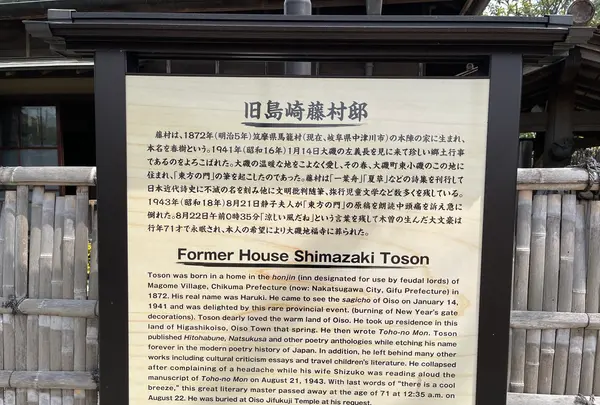 旧島崎藤村邸
藤村は、1872年(明治5年)筑摩県馬籠村(現在、岐阜県中津川市)の本陣の家に生まれ、
本名を春樹という。1941年(昭和16年)1月14日大磯の左義長を見に来て珍しい郷土行事
であるのをよろこばれた。大磯の温暖な地をこよなく愛し、その春、大磯町東小磯のこの地に
住まれ、「東方の門」の筆を起こしたのであった。藤村は「一葉舟」「夏草」などの詩集を刊行して
日本近代詩史に不滅の名を刻み他に文明批判随筆、旅行児童文学など数多くを残している。
1943年(昭和18年)8月21日静子夫人が「東方の門」の原稿を朗読中頭痛を訴え急に
倒れた。8月22日午前0時35分「涼しい風だね」という言葉を残して木曽の生んだ大文豪は
行年71才で永眠され、本人の希望により大磯地福寺に葬られた。
Former House Shimazaki Toson
Toson was born in a home in the honjin (inn designated for use by feudal lords) of
Magome Village, Chikuma Prefecture (now: Nakatsugawa City, Gifu Prefecture) in
1872. His real name was Haruki. He came to see the sagicho of Oiso on January 14,
1941 and was delighted by this rare provincial event. (burning of New Year's gate
decorations). Toson dearly loved the warm land of Oiso. He took up residence in this
land of Higashikoiso, Oiso Town that spring. He then wrote Toho-no Mon. Toson
published Hitohabune, Natsukusa and other poetry anthologies while etching his name
forever in the modern poetry history of Japan. In addition, he left behind many other
works including cultural criticism essays and travel children's literature. He collapsed
after complaining of a headache while his wife Shizuko was reading aloud the
manuscript of Toho-no Mon on August 21, 1943. With last words of "there is a cool
breeze," this great literary master passed away at the age of 71 at 12:35 a.m. on
August 22. He was buried at Oiso Jifukuji Temple at his request.